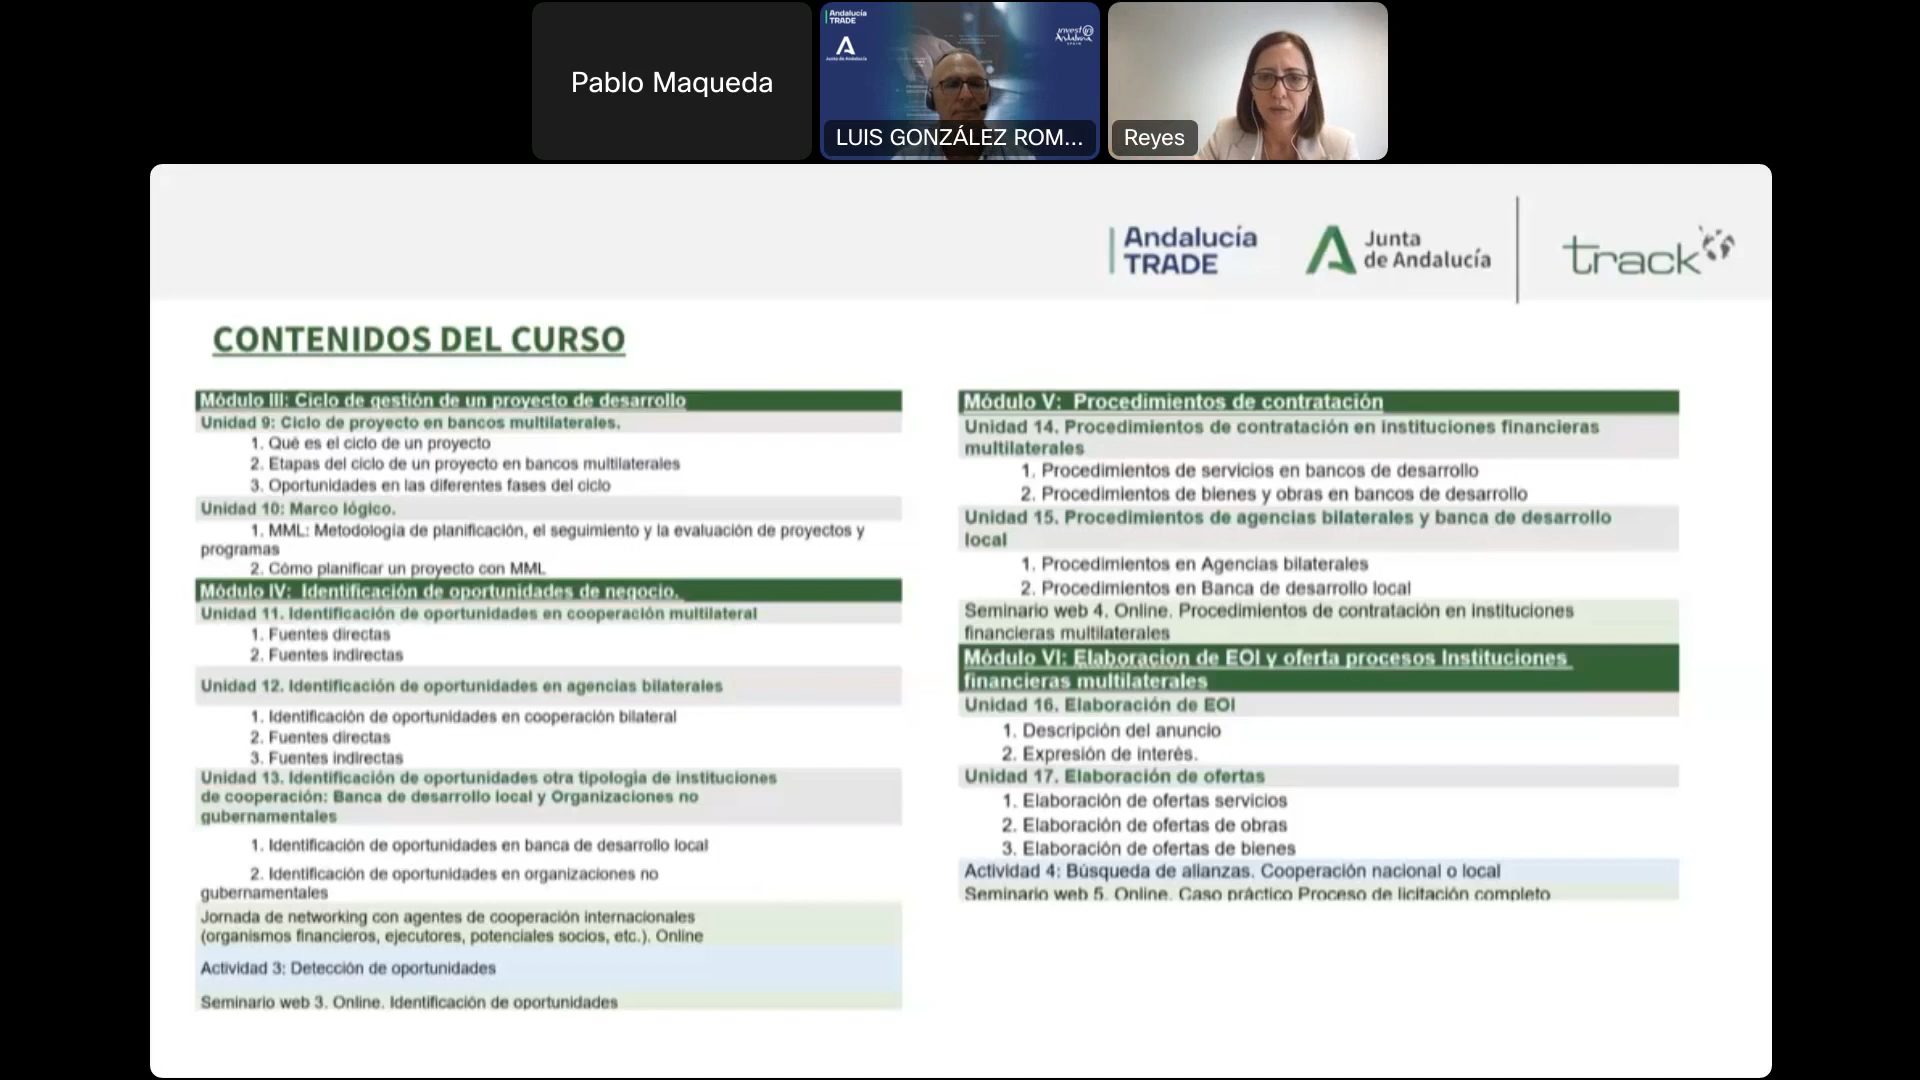 Pablo Maqueda
Andalucía
TRADE
Junta de Andalucía
invest in
Andalucía
SPAIN
LUIS GONZÁLEZ ROM...
Reyes
Andalucía
TRADE
Junta
de Andalucía
track
CONTENIDOS DEL CURSO
Módulo III: Ciclo de gestión de un proyecto de desarrollo
Unidad 9: Ciclo de proyecto en bancos multilaterales.
1. Qué es el ciclo de un proyecto
2. Etapas del ciclo de un proyecto en bancos multilaterales
3. Oportunidades en las diferentes fases del ciclo
Unidad 10: Marco lógico.
1. MML: Metodología de planificación, el seguimiento y la evaluación de proyectos y
programas
2. Cómo planificar un proyecto con MML
Módulo IV: Identificación de oportunidades de negocio.
Unidad 11. Identificación de oportunidades en cooperación multilateral
1. Fuentes directas
2. Fuentes indirectas
Unidad 12. Identificación de oportunidades en agencias bilaterales
1. Identificación de oportunidades en cooperación bilateral
2. Fuentes directas
3. Fuentes indirectas
Unidad 13. Identificación de oportunidades otra tipologia de instituciones
de cooperación: Banca de desarrollo local y Organizaciones no
gubernamentales
1. Identificación de oportunidades en banca de desarrollo local
2. Identificación de oportunidades en organizaciones no
gubernamentales
Jornada de networking con agentes de cooperación internacionales
(organismos financieros, ejecutores, potenciales socios, etc.). Online
Actividad 3: Detección de oportunidades
Seminario web 3. Online. Identificación de oportunidades
Módulo V: Procedimientos de contratación
Unidad 14. Procedimientos de contratación en instituciones financieras
multilaterales
1. Procedimientos de servicios en bancos de desarrollo
2. Procedimientos de bienes y obras en bancos de desarrollo
Unidad 15. Procedimientos de agencias bilaterales y banca de desarrollo
local
1. Procedimientos en Agencias bilaterales
2. Procedimientos en Banca de desarrollo local
Seminario web 4. Online. Procedimientos de contratación en instituciones
financieras multilaterales
Módulo VI: Elaboracion de EOI y oferta procesos Instituciones
financieras multilaterales
Unidad 16. Elaboración de EOI
1. Descripción del anuncio
2. Expresión de interés.
Unidad 17. Elaboración de ofertas
1. Elaboración de ofertas servicios
2. Elaboración de ofertas de obras
3. Elaboración de ofertas de bienes
Actividad 4: Búsqueda de alianzas. Cooperación nacional o local
Seminario web 5. Online. Caso práctico Proceso de licitación completo